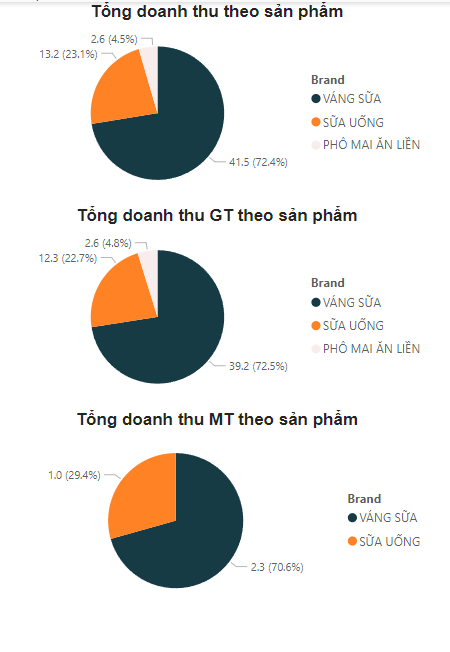 Tổng doanh thu theo sản phẩm
2.6 (4.5%)
13.2 (23.1%)
41.5 (72.4%)
Brand
VÁNG SỮA
SỮA UỐNG
PHÔ MAI ĂN LIỀN
Tổng doanh thu GT theo sản phẩm
2.6 (4.8%)
12.3 (22.7%)
39.2 (72.5%)
Brand
VÁNG SỮA
SỮA UỐNG
PHÔ MAI ĂN LIỀN
Tổng doanh thu MT theo sản phẩm
1.0 (29.4%)
2.3 (70.6%)
Brand
VÁNG SỮA
SỮA UỐNG